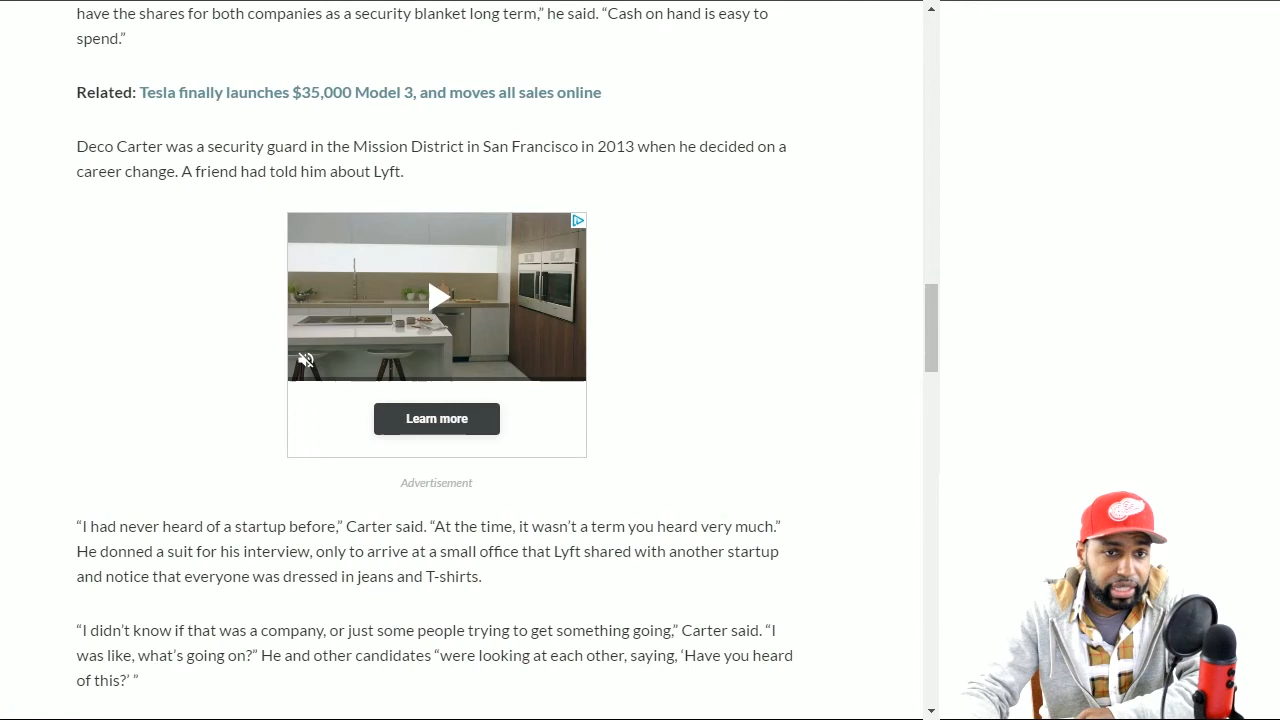 have the shares for both companies as a security blanket long term,” he said. “Cash on hand is easy to
spend.”
Related: Tesla finally launches $35,000 Model 3, and moves all sales online
Deco Carter was a security guard in the Mission District in San Francisco in 2013 when he decided on a
career change. A friend had told him about Lyft.
Learn more
Advertisement
“I had never heard of a startup before,” Carter said. “At the time, it wasn’t a term you heard very much.”
He donned a suit for his interview, only to arrive at a small office that Lyft shared with another startup
and notice that everyone was dressed in jeans and T-shirts.
“I didn’t know if that was a company, or just some people trying to get something going,” Carter said. “I
was like, what’s going on?” He and other candidates “were looking at each other, saying, ‘Have you heard
of this?’ ”